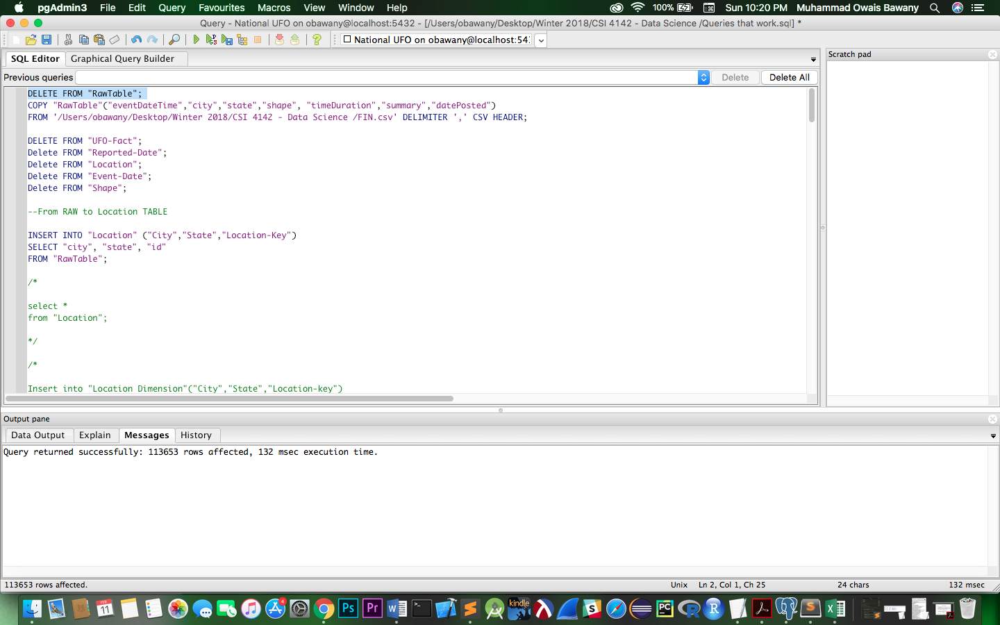 pgAdmin3 File Edit Query Favourites Macros View Window Help 100% Sun 10:20 PM Muhammad Owais Bawany
Query - National UFO on obawany@localhost:5432 - [/Users/obawany/Desktop/Winter 2018/CSI 4142 - Data Science /Queries that work.sql] *
National UFO on obawany@localhost:543
SQL Editor Graphical Query Builder
Scratch pad
Previous queries Delete Delete All
DELETE FROM "RawTable";
COPY "RawTable"("eventDateTime","city","state","shape", "timeDuration","summary","datePosted")
FROM '/Users/obawany/Desktop/Winter 2018/CSI 4142 - Data Science /FIN.csv' DELIMITER ',' CSV HEADER;
DELETE FROM "UFO-Fact";
Delete FROM "Reported-Date";
Delete FROM "Location";
Delete FROM "Event-Date";
Delete FROM "Shape";
--From RAW to Location TABLE
INSERT INTO "Location" ("City","State","Location-Key")
SELECT "city", "state", "id"
FROM "RawTable";
/*
select *
from "Location";
*/
/*
Insert into "Location Dimension"("City","State","Location-key")
Output pane
Data Output Explain Messages History
Query returned successfully: 113653 rows affected, 132 msec execution time.
113653 rows affected. Unix Ln 2, Col 1, Ch 25 24 chars 132 msec
FEB
11
4
Ps
Pr
W
kindle
S
PC
R
R
S
X